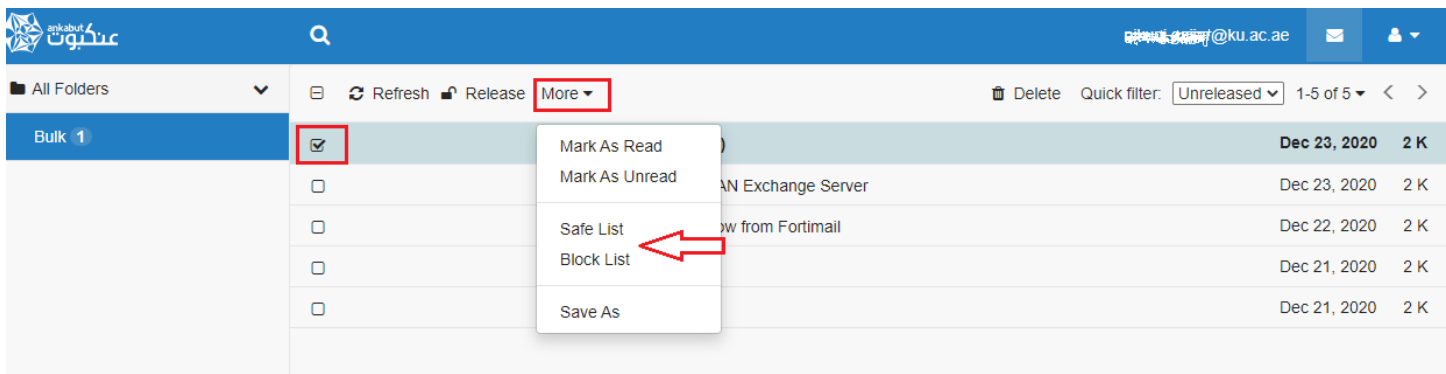 ankabut
عنكبوت
@ku.ac.ae
All Folders
Refresh Release More Delete Quick filter: Unreleased 1-5 of 5
Bulk 1
) Dec 23, 2020 2 K
Mark As Read
Mark As Unread
AN Exchange Server Dec 23, 2020 2 K
Safe List
ow from Fortimail Dec 22, 2020 2 K
Block List
Dec 21, 2020 2 K
Save As
Dec 21, 2020 2 K